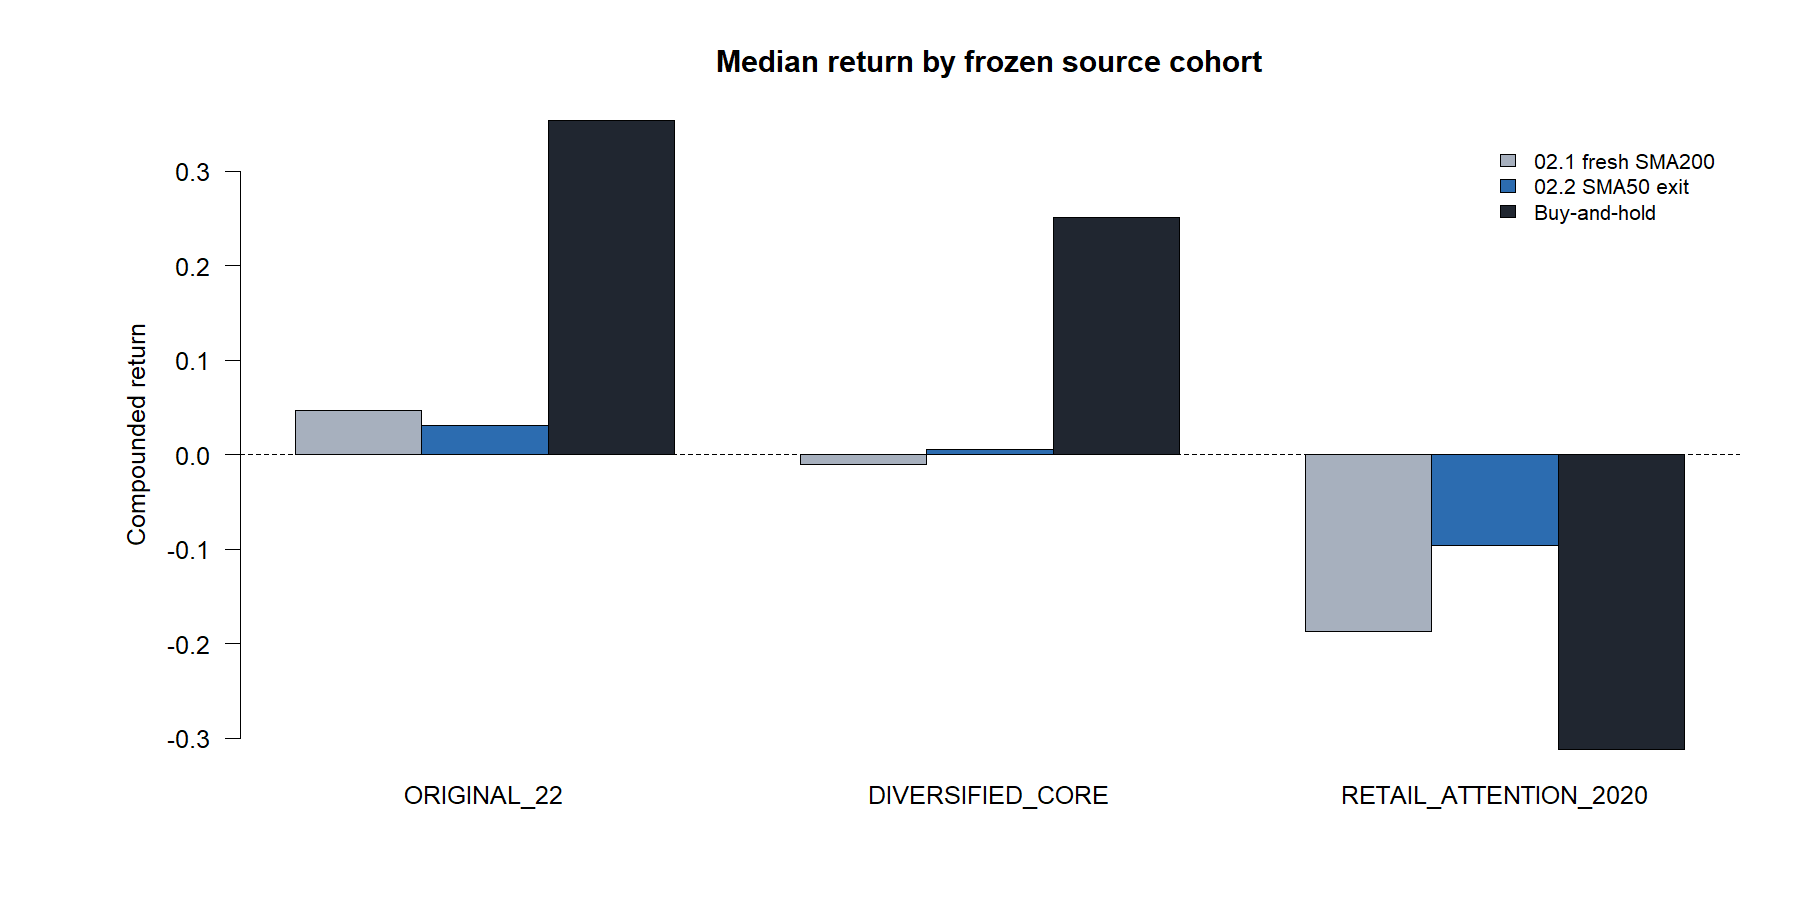 Median return by frozen source cohort
02.1 fresh SMA200
02.2 SMA50 exit
Buy-and-hold
Compounded return
0.3
0.2
0.1
0.0
-0.1
-0.2
-0.3
ORIGINAL_22
DIVERSIFIED_CORE
RETAIL_ATTENTION_2020